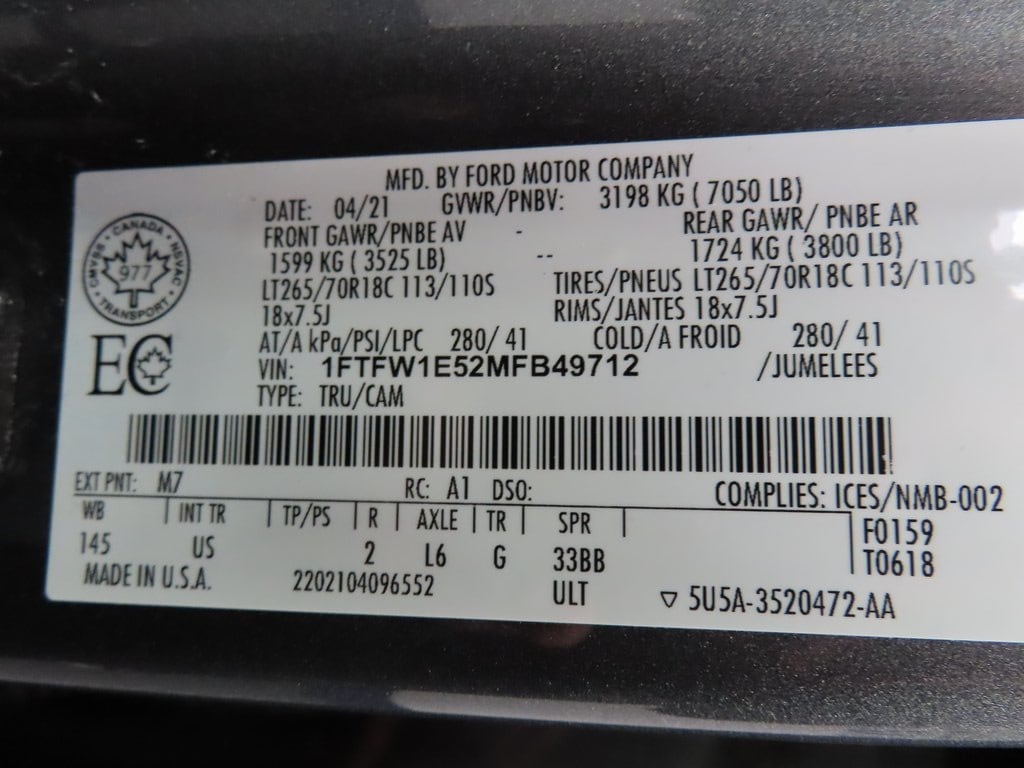 MFD. BY FORD MOTOR COMPANY
DATE: 04/21 GVWR/PNBV: 3198 KG ( 7050 LB)
FRONT GAWR/PNBE AV - REAR GAWR/ PNBE AR
1599 KG ( 3525 LB) -- 1724 KG ( 3800 LB)
LT265/70R18C 113/110S TIRES/PNEUS LT265/70R18C 113/110S
18x7.5J RIMS/JANTES 18x7.5J
AT/A kPa/PSI/LPC 280/ 41 COLD/A FROID 280/ 41
VIN: 1FTFW1E52MFB49712 /JUMELEES
TYPE: TRU/CAM
CMVSS · CANADA · NSVAC
977
TRANSPORT
EC
EXT PNT: M7 RC: A1 DSO: COMPLIES: ICES/NMB-002
WB | INT TR | TP/PS | R | AXLE | TR | SPR | F0159
145 US 2 L6 G 33BB T0618
MADE IN U.S.A. 2202104096552 ULT ▽ 5U5A-3520472-AA